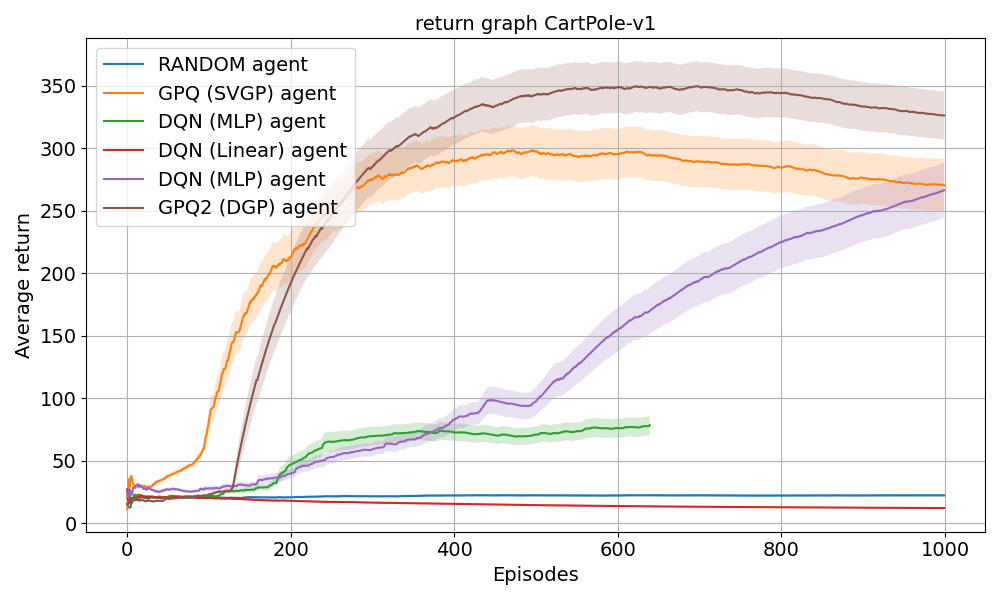 return graph CartPole-v1
RANDOM agent
GPQ (SVGP) agent
DQN (MLP) agent
DQN (Linear) agent
DQN (MLP) agent
GPQ2 (DGP) agent
Average return
350
300
250
200
150
100
50
0
0 200 400 600 800 1000
Episodes